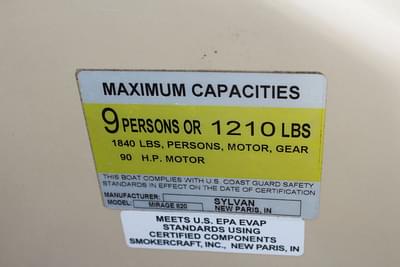 MAXIMUM CAPACITIES
9 PERSONS OR 1210 LBS
1840 LBS, PERSONS, MOTOR, GEAR
90 H.P. MOTOR
THIS BOAT COMPLIES WITH U.S. COAST GUARD SAFETY
STANDARDS IN EFFECT ON THE DATE OF CERTIFICATION
MANUFACTURER: SYLVAN
MODEL: MIRAGE 820 NEW PARIS, IN
MEETS U.S. EPA EVAP
STANDARDS USING
CERTIFIED COMPONENTS
SMOKERCRAFT, INC., NEW PARIS, IN